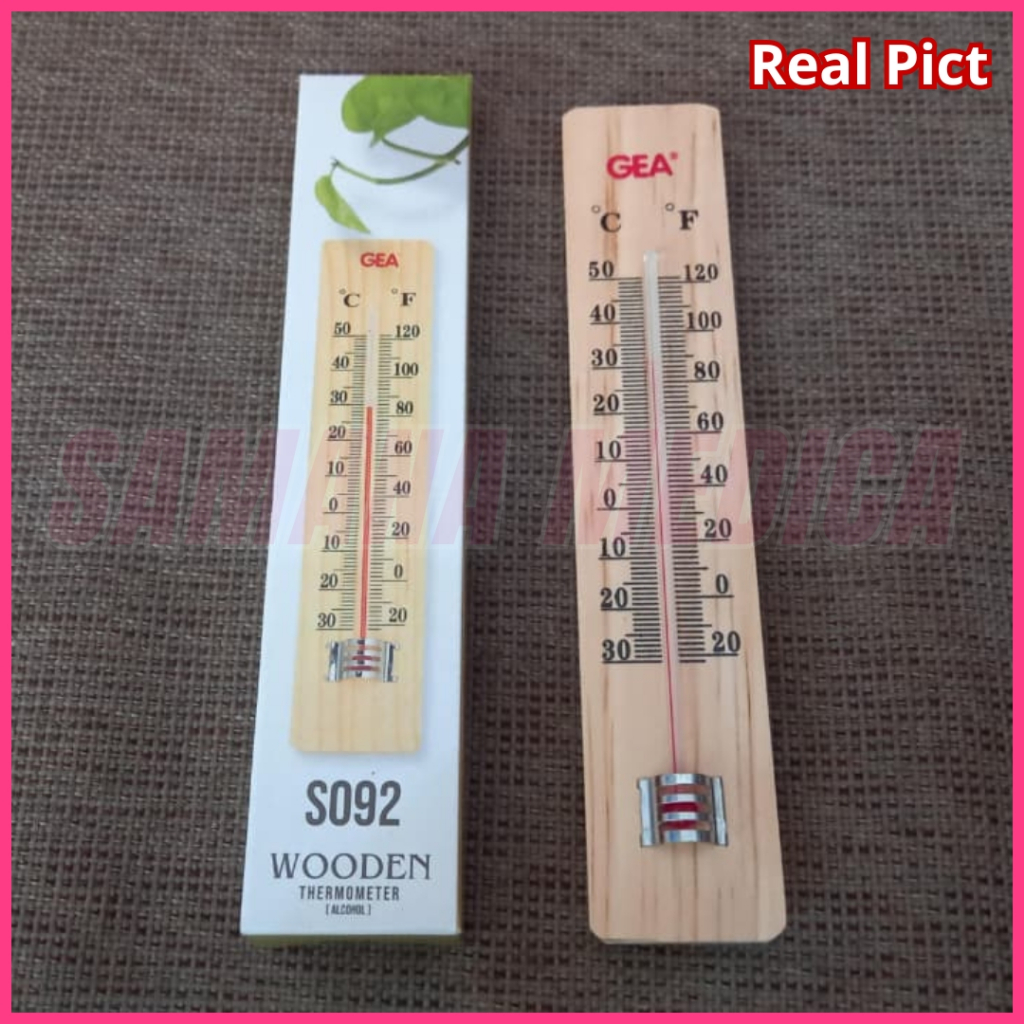 Real Pict
GEA
°C °F
50 120
40 100
30 80
20 60
10 40
0 20
10 0
20 20
30
S092
WOODEN
THERMOMETER
[ALCOHOL]
GEA®
°C °F
50 120
40 100
30 80
20 60
10 40
0 20
10 0
20 20
30
SAMANA MEDICA